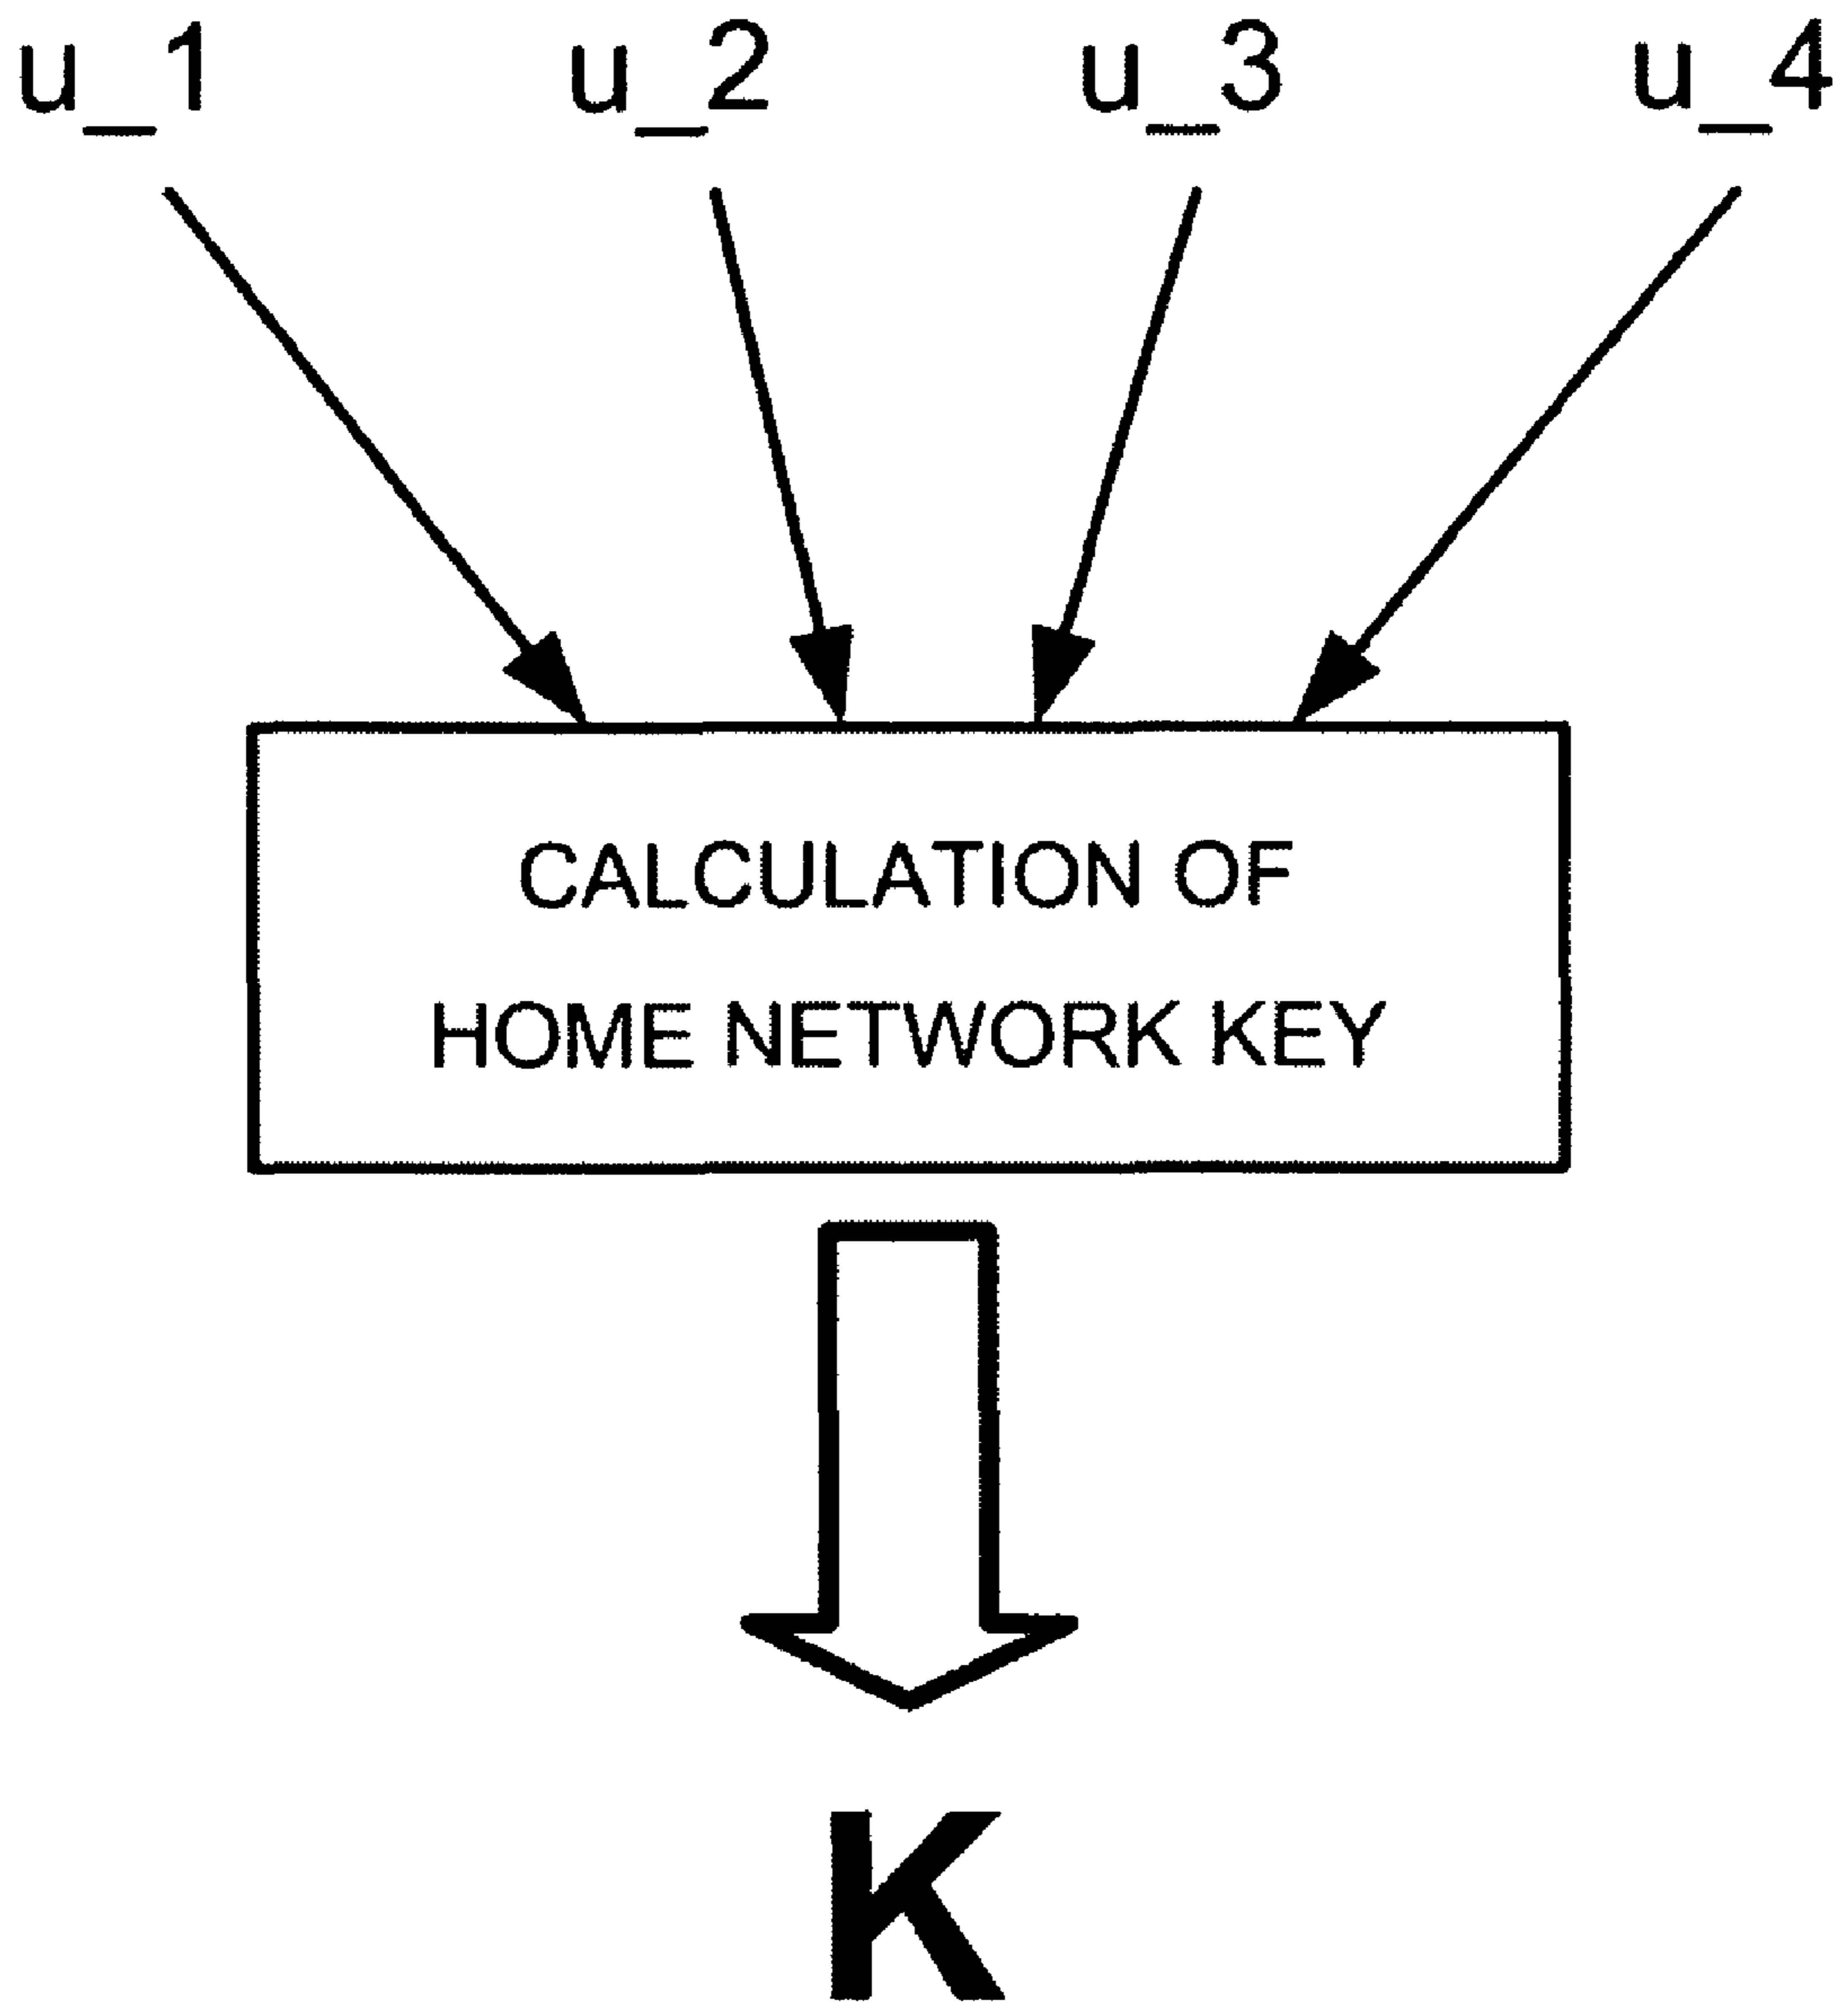 u_1 u_2 u_3 u_4
CALCULATION OF
HOME NETWORK KEY
K